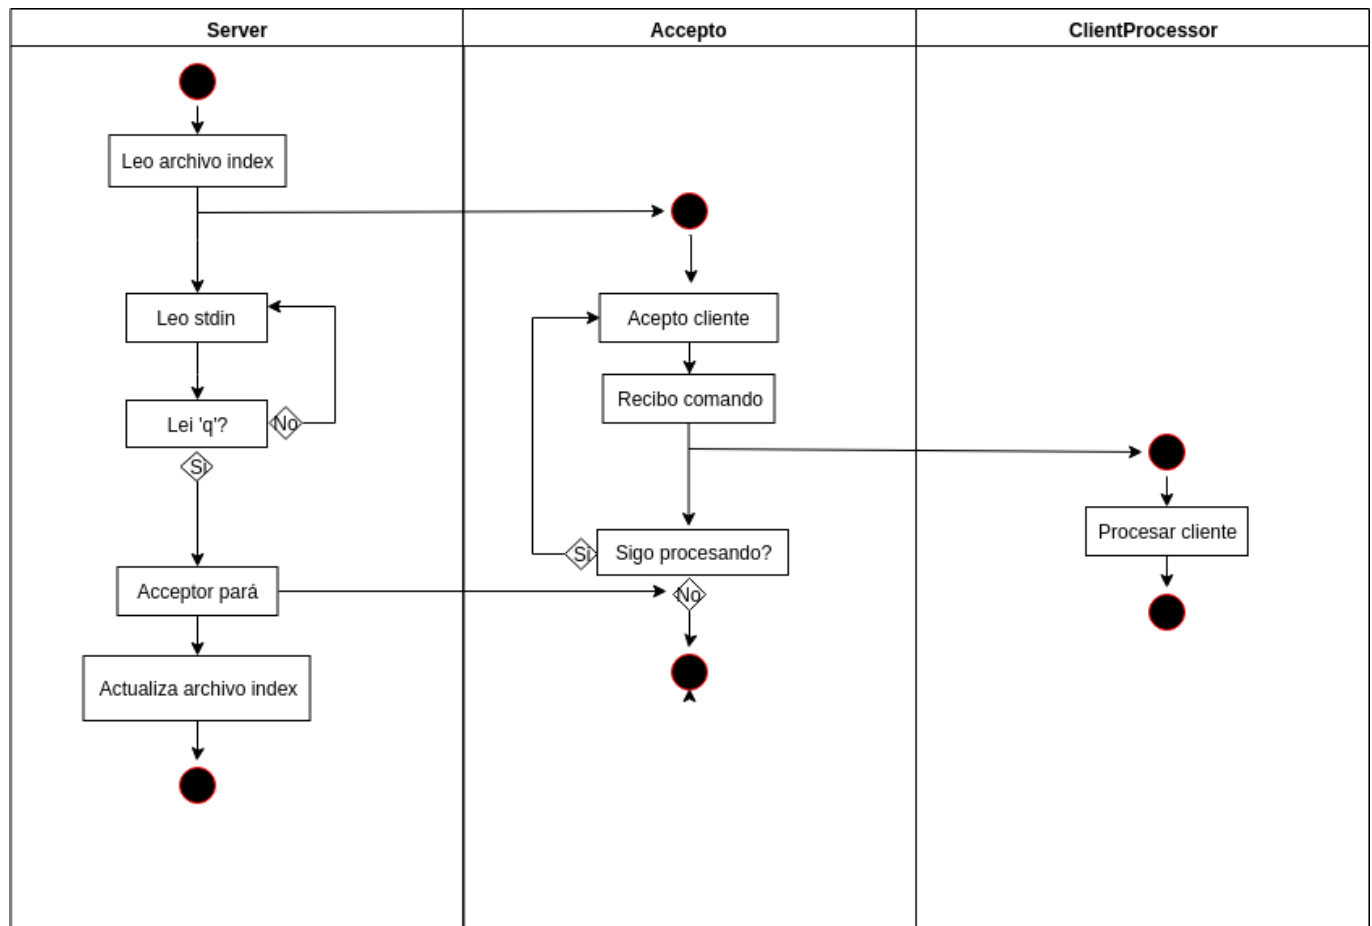 Server
Accepto
ClientProcessor
Leo archivo index
Leo stdin
Lei 'q'?
No
Si
Acceptor pará
Actualiza archivo index
Acepto cliente
Recibo comando
Sigo procesando?
Si
No
Procesar cliente